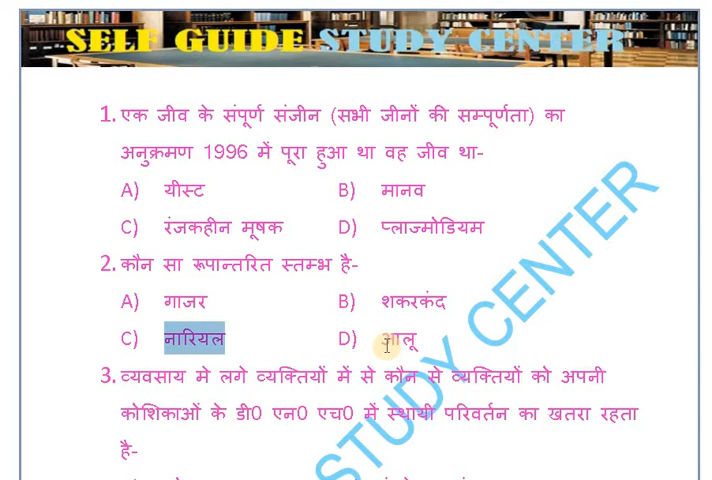 SELF GUIDE STUDY CENTER
1. एक जीव के संपूर्ण संजीन (सभी जीनों की सम्पूर्णता) का
अनुक्रमण 1996 में पूरा हुआ था वह जीव था-
A) यीस्ट B) मानव
C) रंजकहीन मूषक D) प्लाज्मोडियम
2. कौन सा रूपान्तरित स्तम्भ है-
A) गाजर B) शकरकंद
C) नारियल D) आलू
3. व्यवसाय मे लगे व्यक्तियों में से कौन से व्यक्तियों को अपनी
कोशिकाओं के डी0 एन0 एच0 में स्थायी परिवर्तन का खतरा रहता
है-
STUDY CENTER